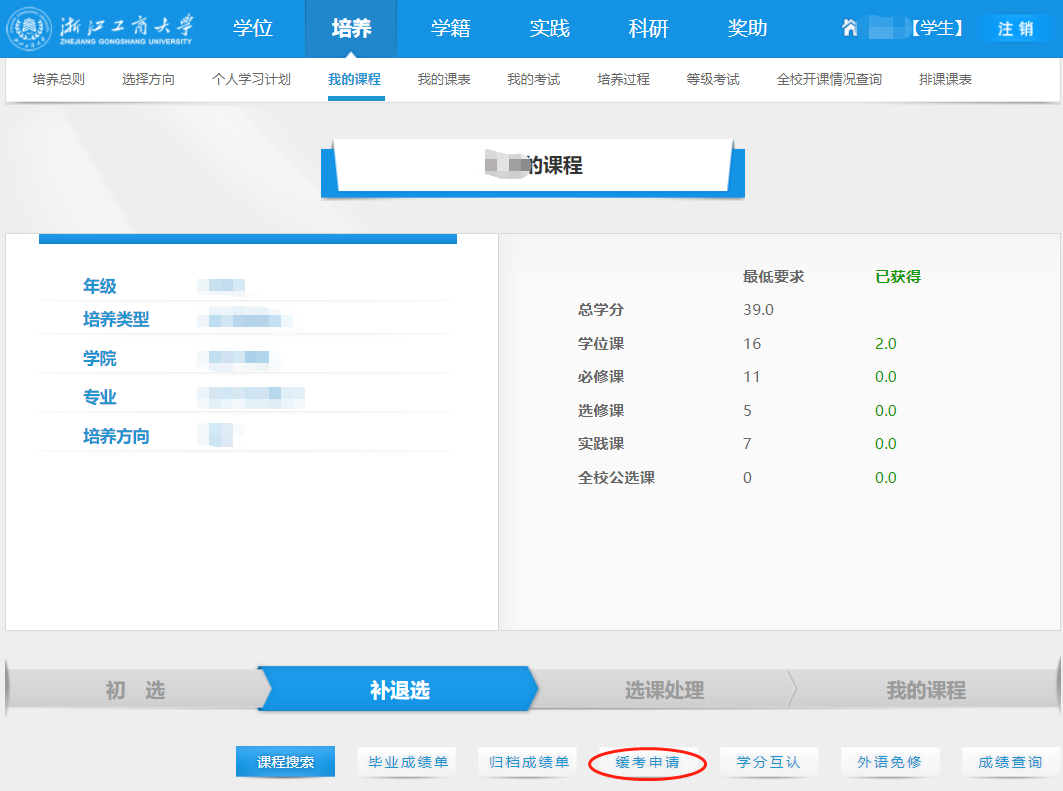 浙江工商大学
ZHEJIANG GONGSHANG UNIVERSITY
学位 培养 学籍 实践 科研 奖助 【学生】 注 销
培养总则 选择方向 个人学习计划 我的课程 我的课表 我的考试 培养过程 等级考试 全校开课情况查询 排课课表
的课程
年级
培养类型
学院
专业
培养方向
最低要求 已获得
总学分 39.0
学位课 16 2.0
必修课 11 0.0
选修课 5 0.0
实践课 7 0.0
全校公选课 0 0.0
初 选 补退选 选课处理 我的课程
课程搜索 毕业成绩单 归档成绩单 缓考申请 学分互认 外语免修 成绩查询